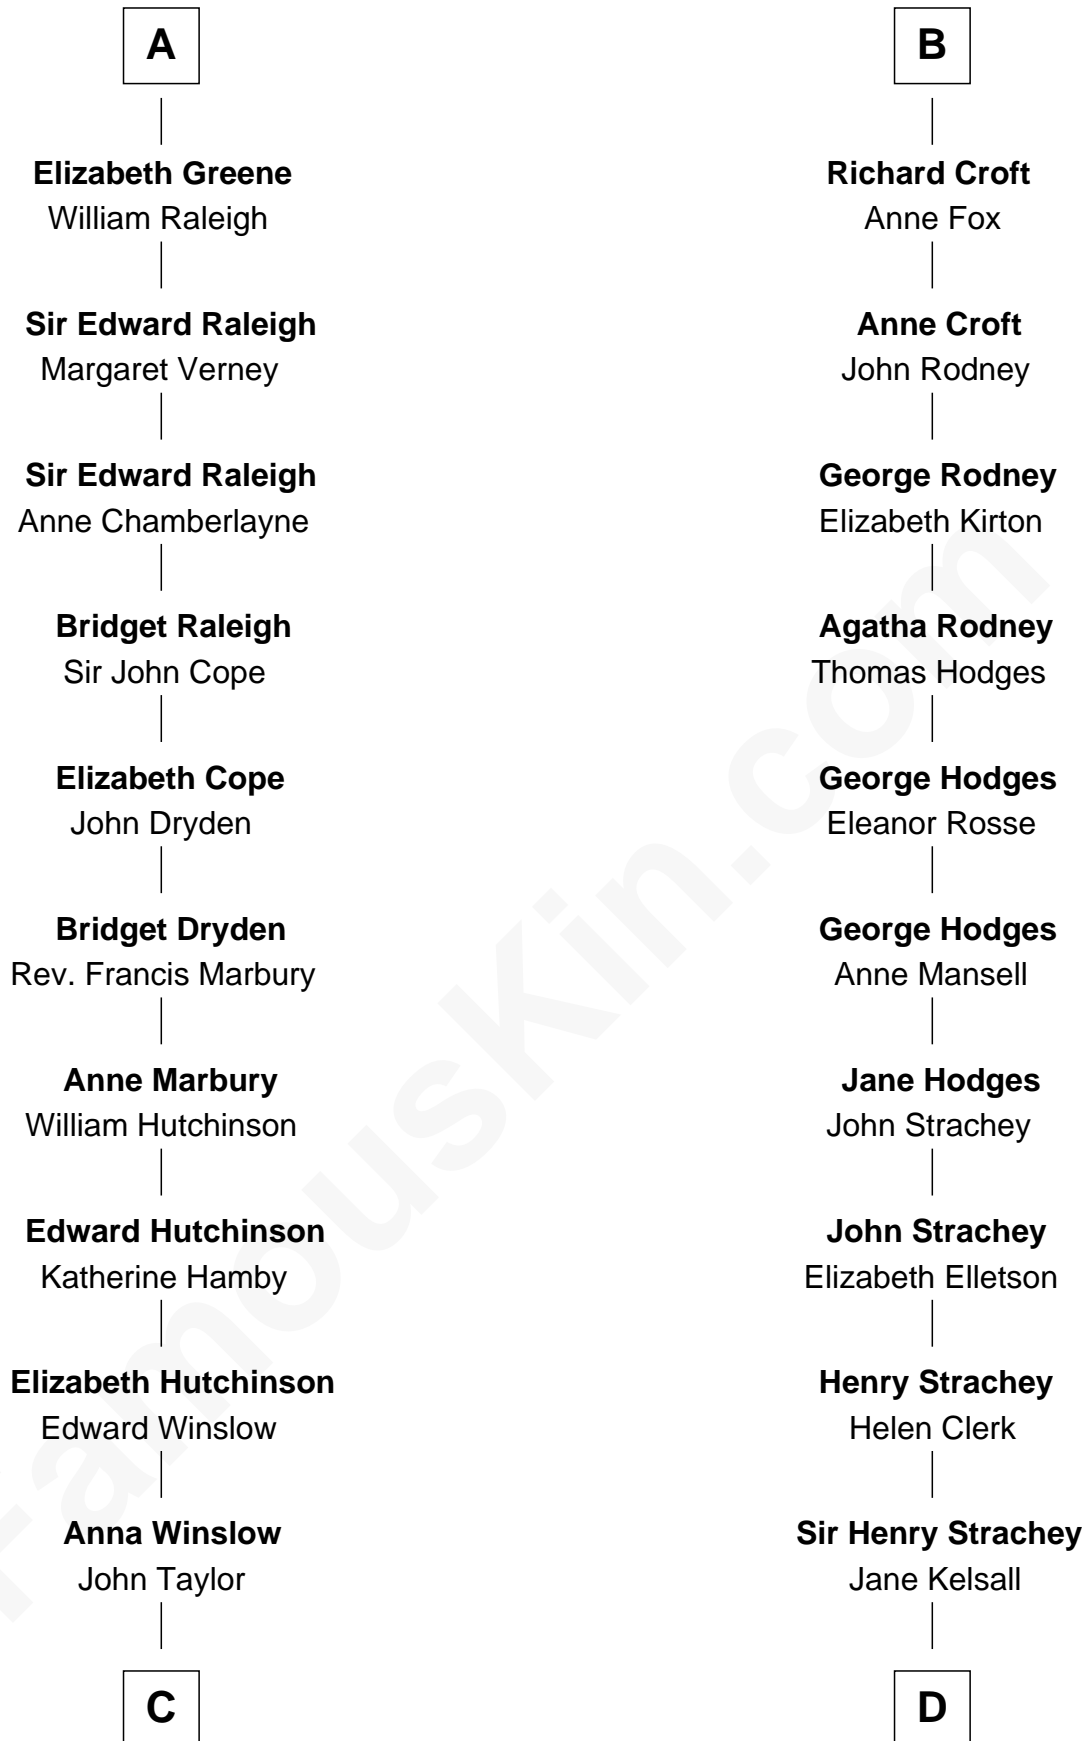 A
Elizabeth Greene
William Raleigh
Sir Edward Raleigh
Margaret Verney
Sir Edward Raleigh
Anne Chamberlayne
Bridget Raleigh
Sir John Cope
Elizabeth Cope
John Dryden
Bridget Dryden
Rev. Francis Marbury
Anne Marbury
William Hutchinson
Edward Hutchinson
Katherine Hamby
Elizabeth Hutchinson
Edward Winslow
Anna Winslow
John Taylor
C
B
Richard Croft
Anne Fox
Anne Croft
John Rodney
George Rodney
Elizabeth Kirton
Agatha Rodney
Thomas Hodges
George Hodges
Eleanor Rosse
George Hodges
Anne Mansell
Jane Hodges
John Strachey
John Strachey
Elizabeth Elletson
Henry Strachey
Helen Clerk
Sir Henry Strachey
Jane Kelsall
D
FamousKin.com